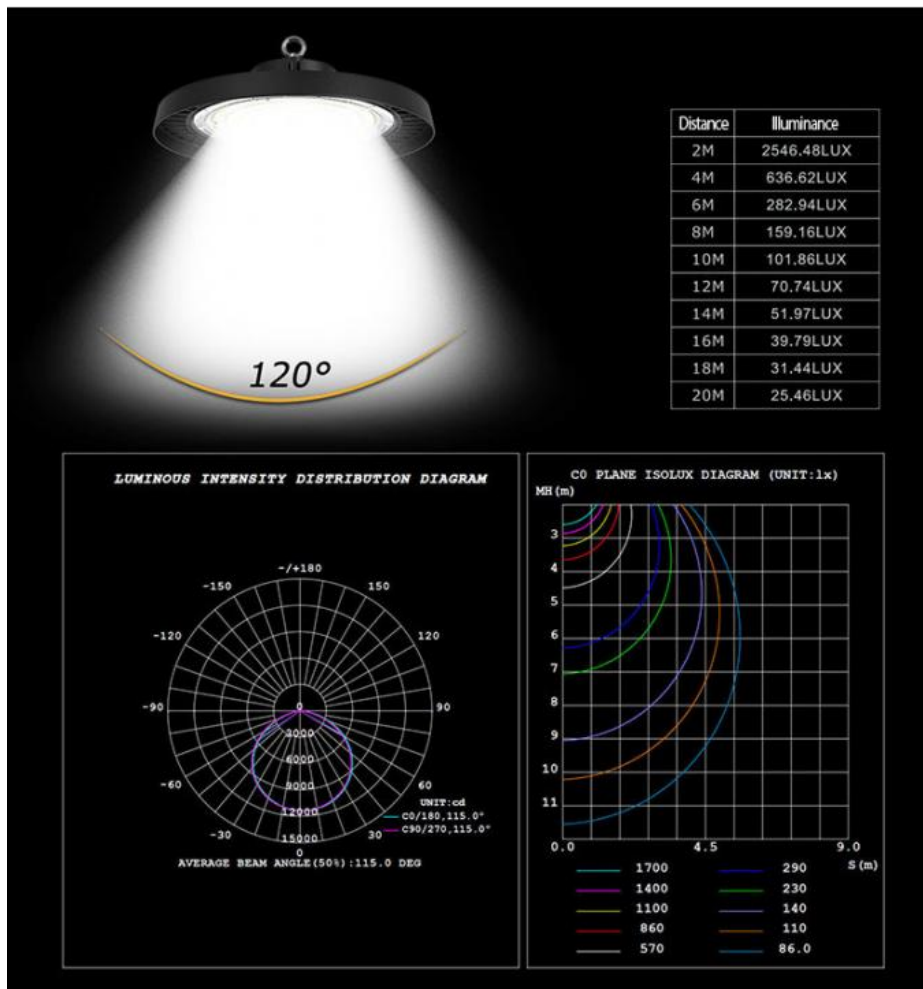 Distance Illuminance
2M 2546.48LUX
4M 636.62LUX
6M 282.94LUX
8M 159.16LUX
10M 101.86LUX
12M 70.74LUX
14M 51.97LUX
16M 39.79LUX
18M 31.44LUX
20M 25.46LUX
120°
LUMINOUS INTENSITY DISTRIBUTION DIAGRAM
-/+180
-150 150
-120 120
-90 0 90
3000
6000
-60 60
9000
UNIT:cd
12000
C0/180,115.0°
-30 30
C90/270,115.0°
15000
0
AVERAGE BEAM ANGLE(50%):115.0 DEG
C0 PLANE ISOLUX DIAGRAM (UNIT:lx)
MH(m)
3
4
5
6
7
8
9
10
11
0.0 4.5 9.0
S(m)
1700 290
1400 230
1100 140
860 110
570 86.0